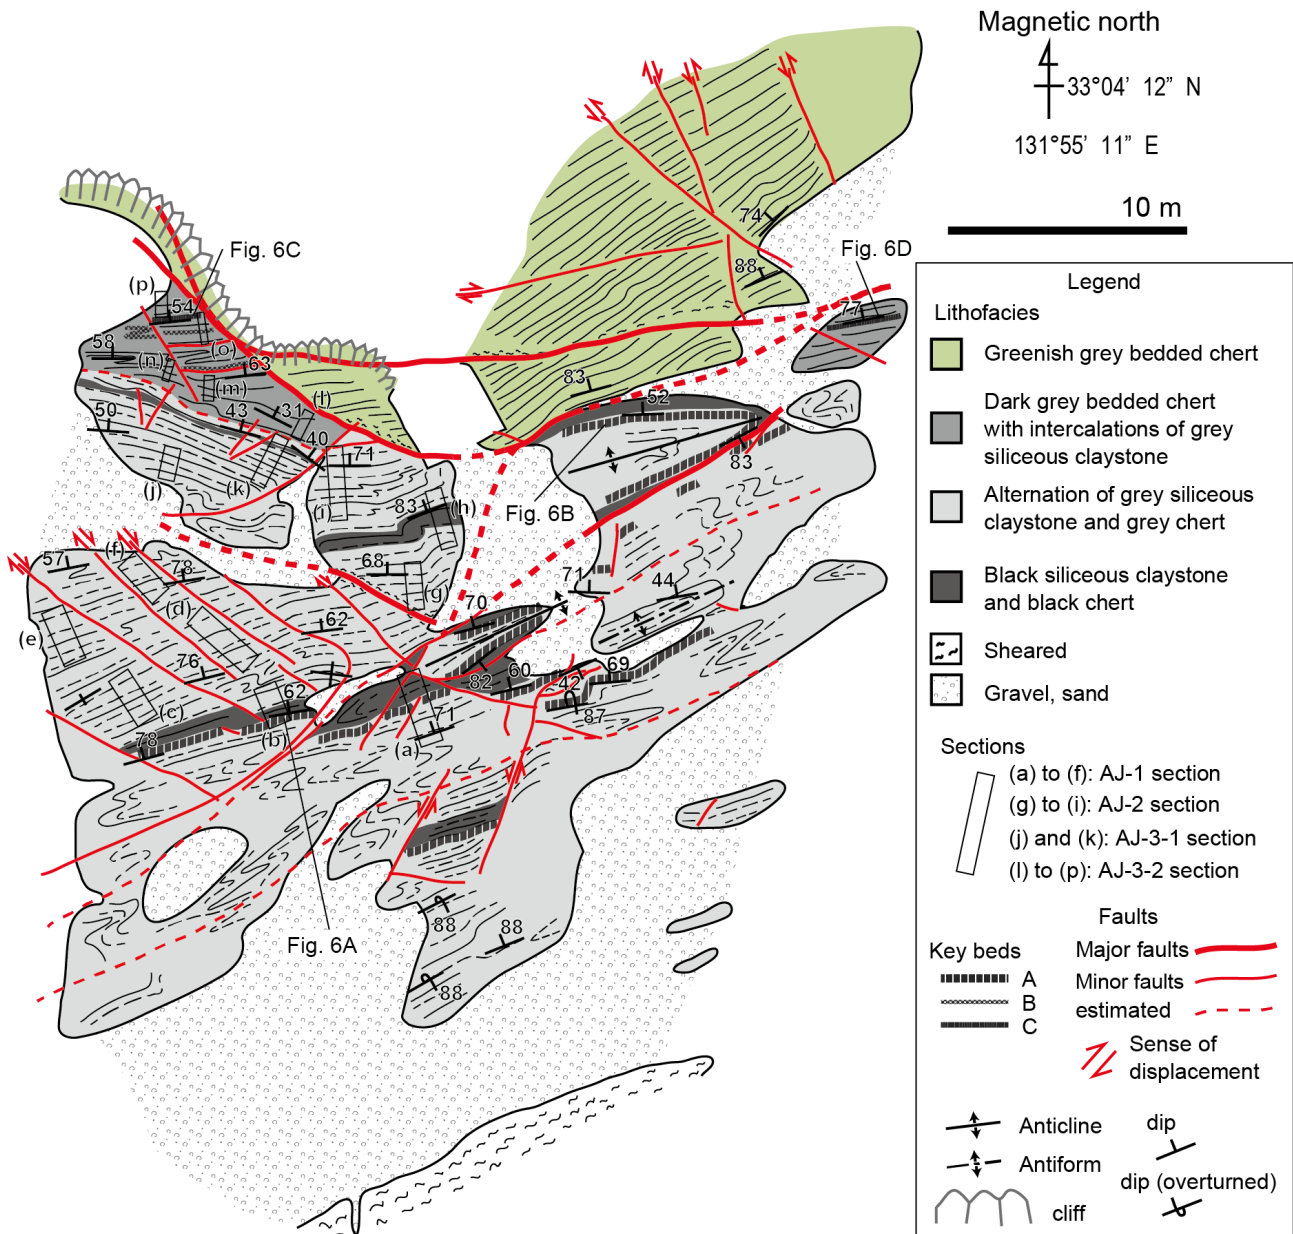 Magnetic north
33°04’ 12” N
131°55’ 11” E
10 m
Fig. 6C
Fig. 6D
(p)
54
74
88
77
58
(n)
(o)
63
(m)
31
(l)
83
52
50
43
40
71
83
(j)
(k)
(i)
83
(h)
Fig. 6B
57
(f)
78
68
(g)
71
44
(d)
62
70
(e)
76
62
82
60
69
42
(c)
(b)
78
(a)
71
87
Fig. 6A
88
88
88
Legend
Lithofacies
Greenish grey bedded chert
Dark grey bedded chert
with intercalations of grey
siliceous claystone
Alternation of grey siliceous
claystone and grey chert
Black siliceous claystone
and black chert
Sheared
Gravel, sand
Sections
(a) to (f): AJ-1 section
(g) to (i): AJ-2 section
(j) and (k): AJ-3-1 section
(l) to (p): AJ-3-2 section
Faults
Key beds
A
B
C
Major faults
Minor faults
estimated
Sense of
displacement
Anticline
Antiform
cliff
dip
dip (overturned)